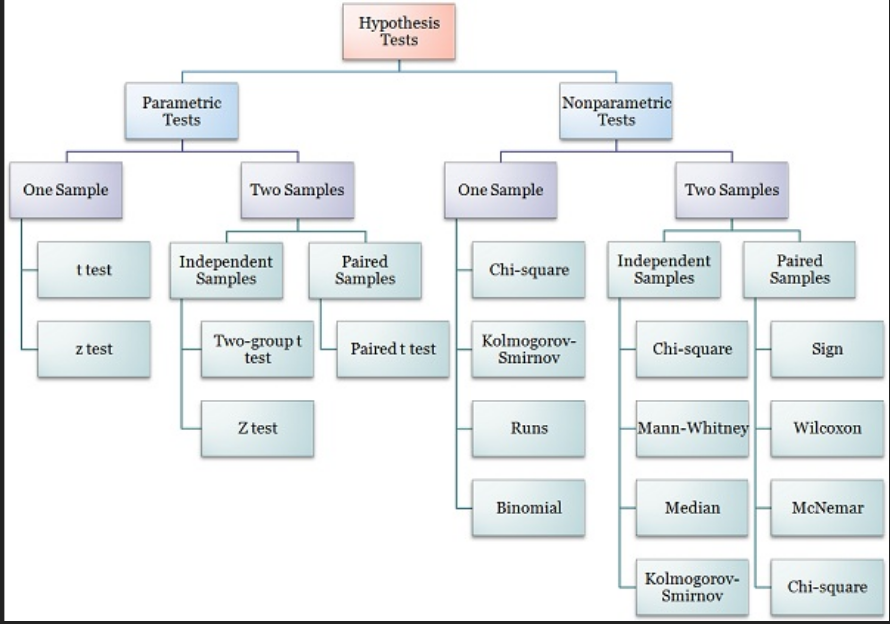 Hypothesis
Tests
Parametric
Tests
Nonparametric
Tests
One Sample
Two Samples
One Sample
Two Samples
t test
z test
Independent
Samples
Two-group t
test
Z test
Paired
Samples
Paired t test
Chi-square
Kolmogorov-
Smirnov
Runs
Binomial
Independent
Samples
Chi-square
Mann-Whitney
Median
Kolmogorov-
Smirnov
Paired
Samples
Sign
Wilcoxon
McNemar
Chi-square